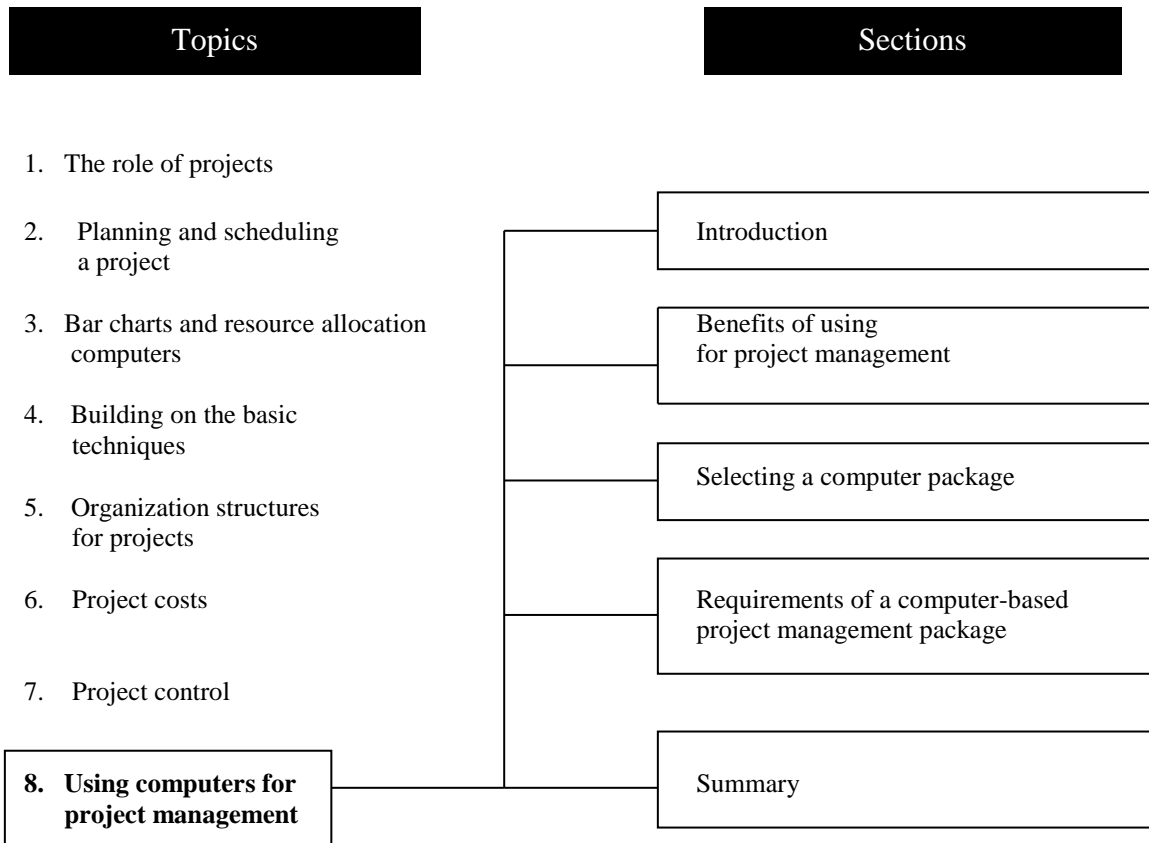 Topics
Sections
1. The role of projects
2. Planning and scheduling
a project
3. Bar charts and resource allocation
computers
4. Building on the basic
techniques
5. Organization structures
for projects
6. Project costs
7. Project control
8. Using computers for
project management
Introduction
Benefits of using
for project management
Selecting a computer package
Requirements of a computer-based
project management package
Summary